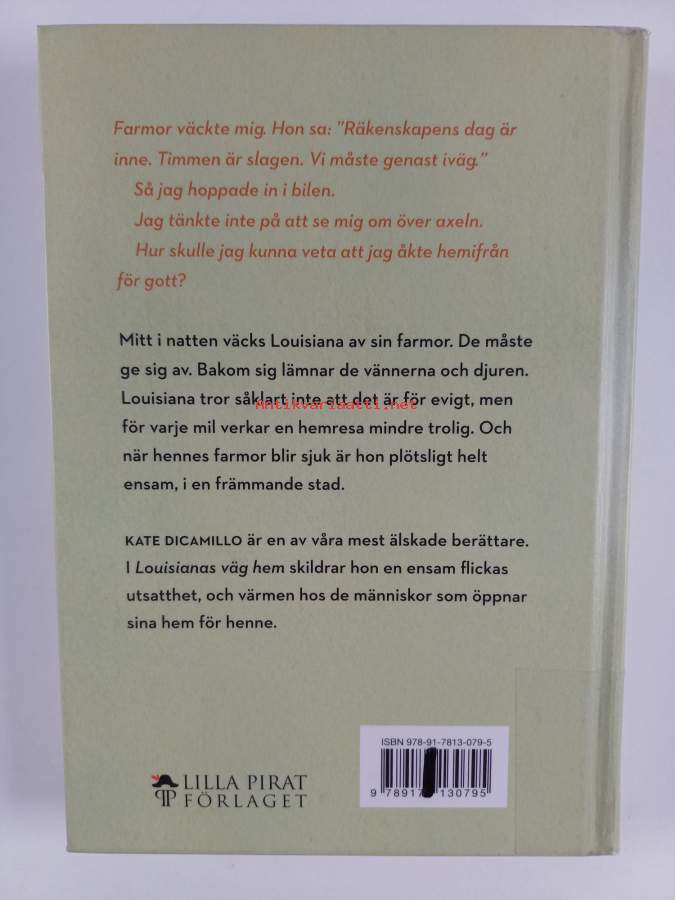 Farmor väckte mig. Hon sa: "Räkenskapens dag är
inne. Timmen är slagen. Vi måste genast iväg."
Så jag hoppade in i bilen.
Jag tänkte inte på att se mig om över axeln.
Hur skulle jag kunna veta att jag åkte hemifrån
för gott?
Mitt i natten väcks Louisiana av sin farmor. De måste
ge sig av. Bakom sig lämnar de vännerna och djuren.
Louisiana tror såklart inte att det är för evigt, men
Antikvariaatti.net
för varje mil verkar en hemresa mindre trolig. Och
när hennes farmor blir sjuk är hon plötsligt helt
ensam, i en främmande stad.
KATE DICAMILLO är en av våra mest älskade berättare.
I Louisianas väg hem skildrar hon en ensam flickas
utsatthet, och värmen hos de människor som öppnar
sina hem för henne.
ISBN 978-91-7813-079-5
9 78917 130795
LILLA PIRAT
FÖRLAGET